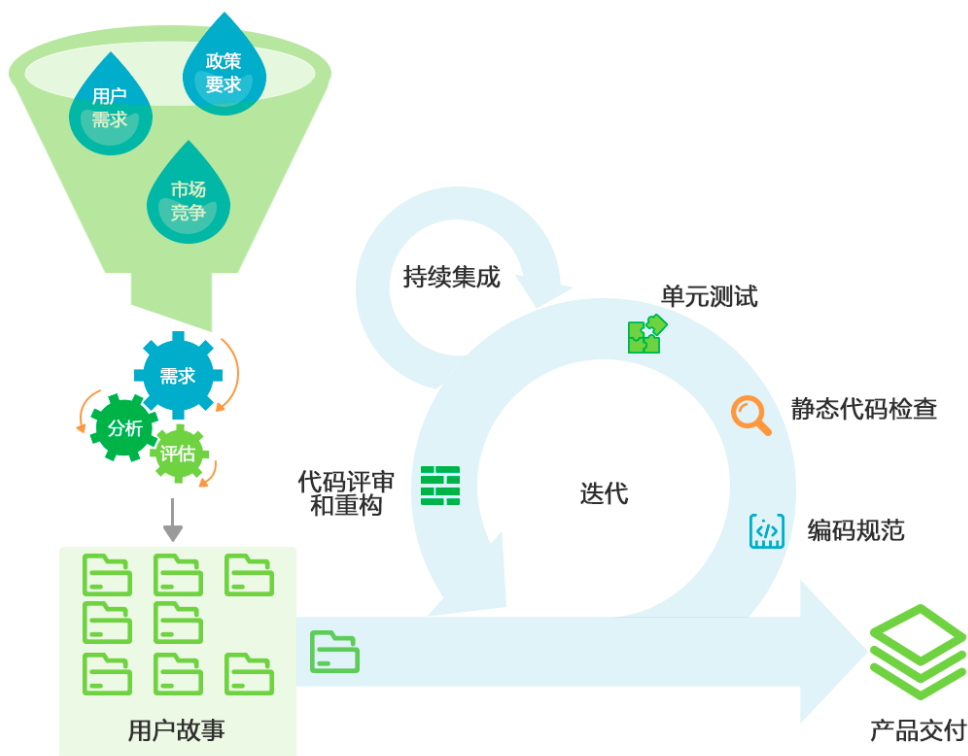 政策
要求
用户
需求
市场
竞争
需求
分析
评估
用户故事
持续集成
单元测试
静态代码检查
编码规范
代码评审
和重构
迭代
产品交付